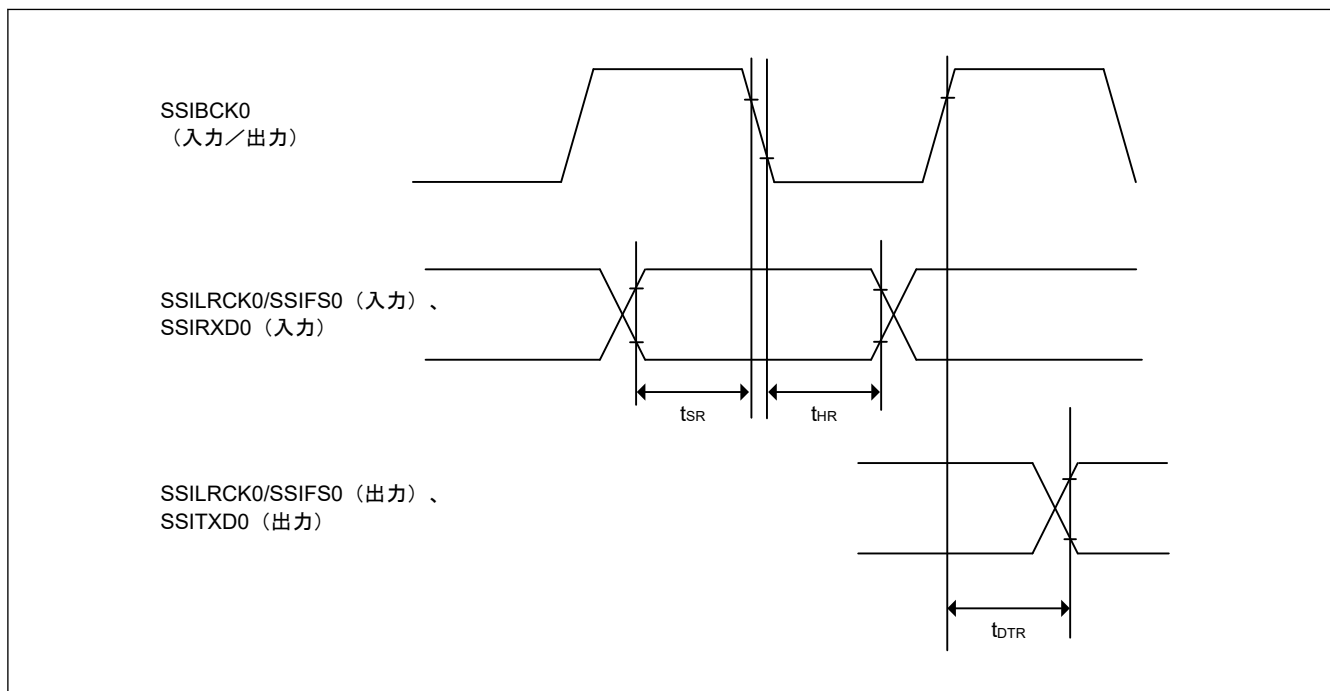 SSIBCK0
（入力／出力）
SSILRCK0/SSIFS0（入力）、
SSIRXD0（入力）
tSR
tHR
SSILRCK0/SSIFS0（出力）、
SSITXD0（出力）
tDTR